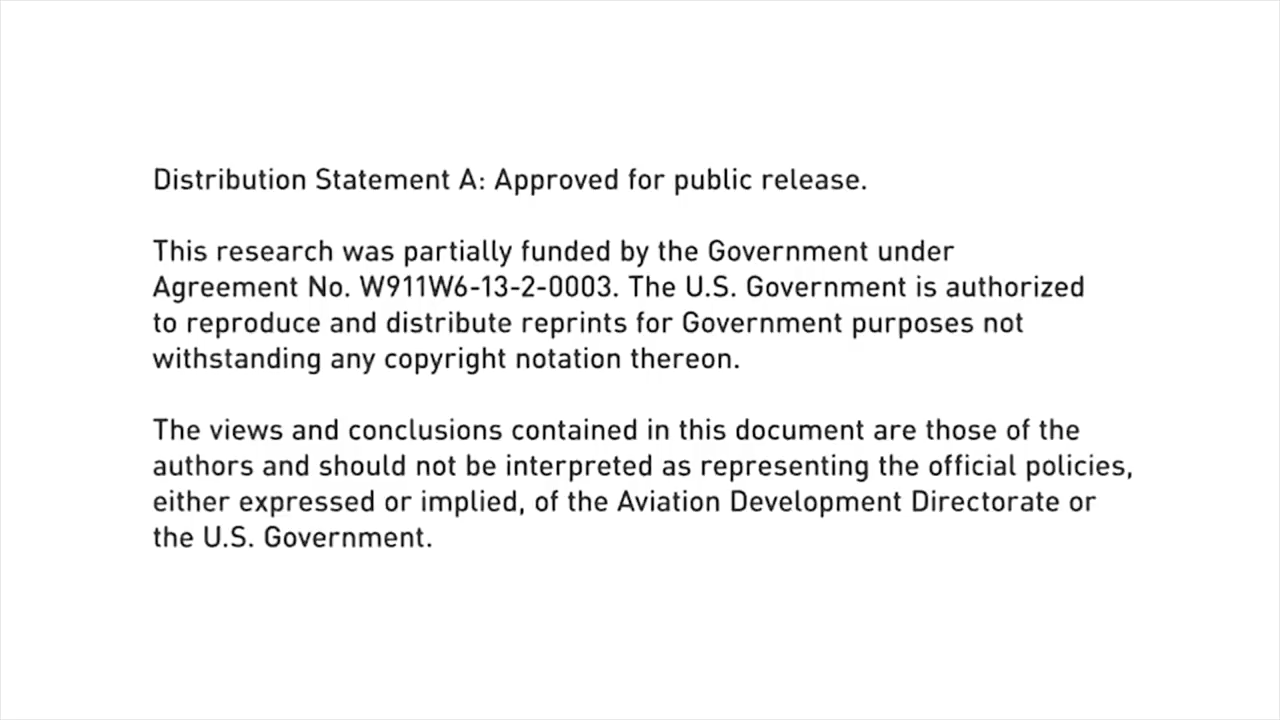 Distribution Statement A: Approved for public release.
This research was partially funded by the Government under
Agreement No. W911W6-13-2-0003. The U.S. Government is authorized
to reproduce and distribute reprints for Government purposes not
withstanding any copyright notation thereon.
The views and conclusions contained in this document are those of the
authors and should not be interpreted as representing the official policies,
either expressed or implied, of the Aviation Development Directorate or
the U.S. Government.